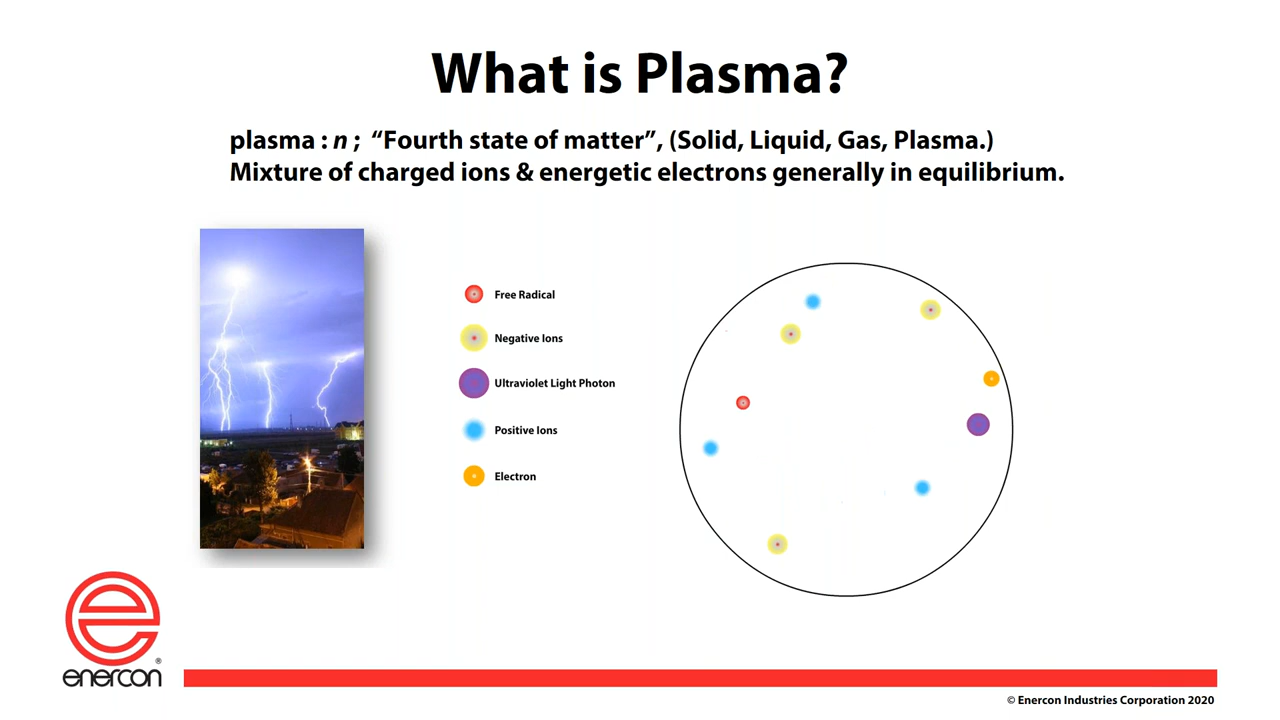 What is Plasma?
plasma : n ; “Fourth state of matter”, (Solid, Liquid, Gas, Plasma.)
Mixture of charged ions & energetic electrons generally in equilibrium.
Free Radical
Negative Ions
Ultraviolet Light Photon
Positive Ions
Electron
enercon®
© Enercon Industries Corporation 2020